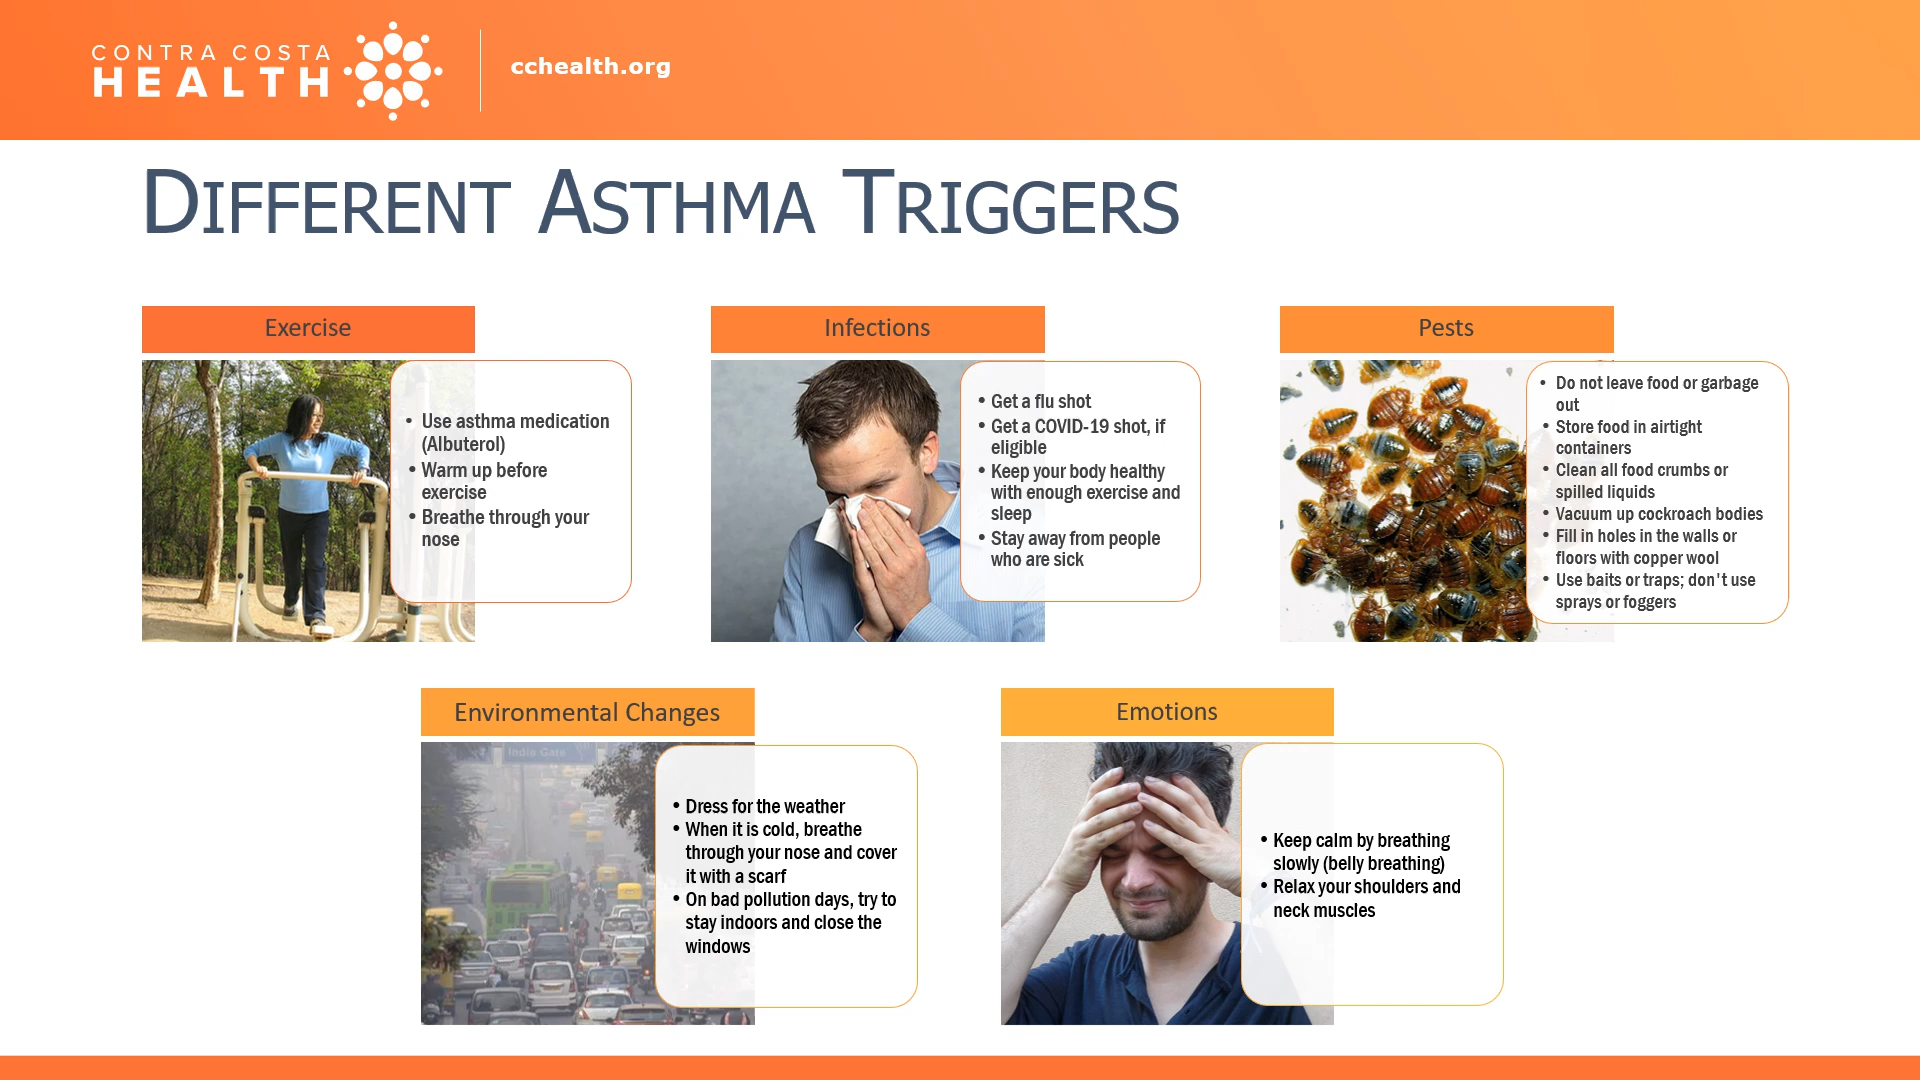 CONTRA COSTA
HEALTH
cchealth.org
DIFFERENT ASTHMA TRIGGERS
Exercise
• Use asthma medication
(Albuterol)
• Warm up before
exercise
• Breathe through your
nose
Infections
• Get a flu shot
• Get a COVID-19 shot, if
eligible
• Keep your body healthy
with enough exercise and
sleep
• Stay away from people
who are sick
Pests
• Do not leave food or garbage
out
• Store food in airtight
containers
• Clean all food crumbs or
spilled liquids
• Vacuum up cockroach bodies
• Fill in holes in the walls or
floors with copper wool
• Use baits or traps; don't use
sprays or foggers
Environmental Changes
India Gate
• Dress for the weather
• When it is cold, breathe
through your nose and cover
it with a scarf
• On bad pollution days, try to
stay indoors and close the
windows
Emotions
• Keep calm by breathing
slowly (belly breathing)
• Relax your shoulders and
neck muscles